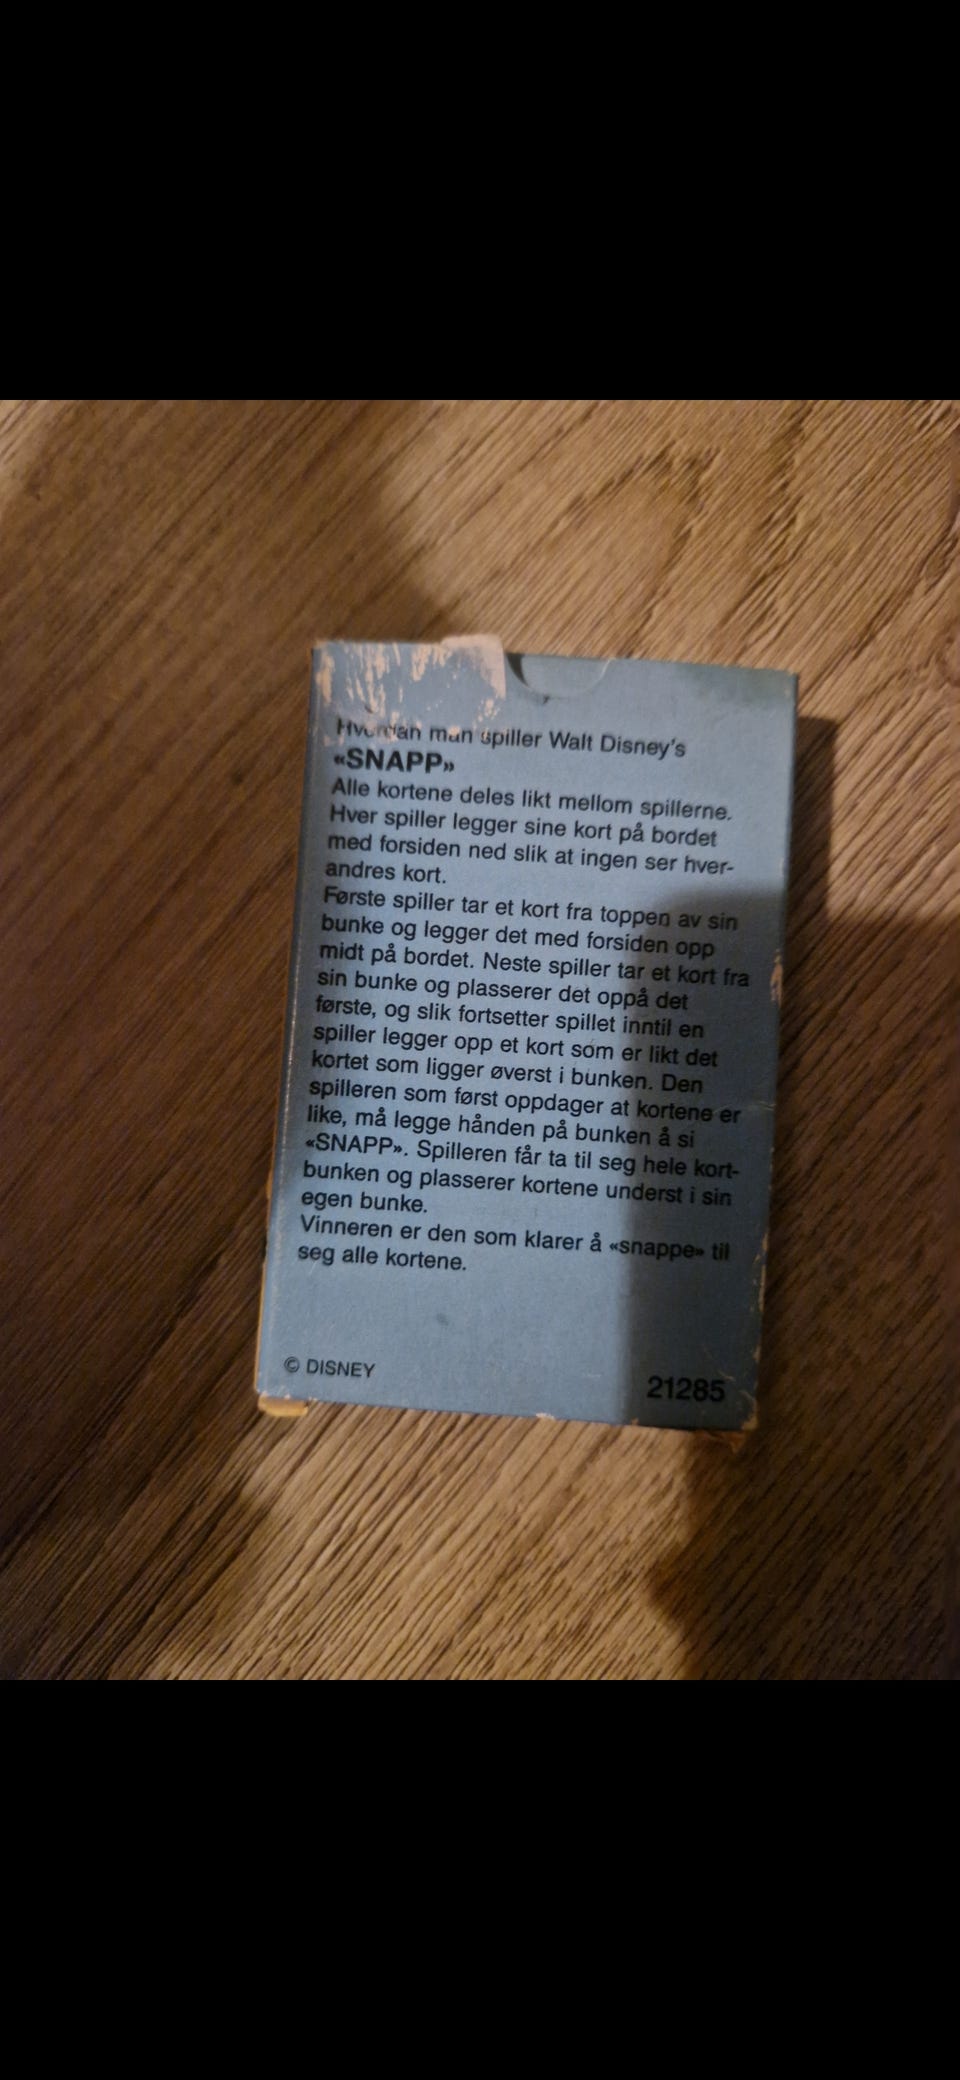 Hvordan man spiller Walt Disney's
«SNAPP»
Alle kortene deles likt mellom spillerne.
Hver spiller legger sine kort på bordet
med forsiden ned slik at ingen ser hver-
andres kort.
Første spiller tar et kort fra toppen av sin
bunke og legger det med forsiden opp
midt på bordet. Neste spiller tar et kort fra
sin bunke og plasserer det oppå det
første, og slik fortsetter spillet inntil en
spiller legger opp et kort som er likt det
kortet som ligger øverst i bunken. Den
spilleren som først oppdager at kortene er
like, må legge hånden på bunken å si
«SNAPP». Spilleren får ta til seg hele kort-
bunken og plasserer kortene underst i sin
egen bunke.
Vinneren er den som klarer å «snappe» til
seg alle kortene.
© DISNEY
21285